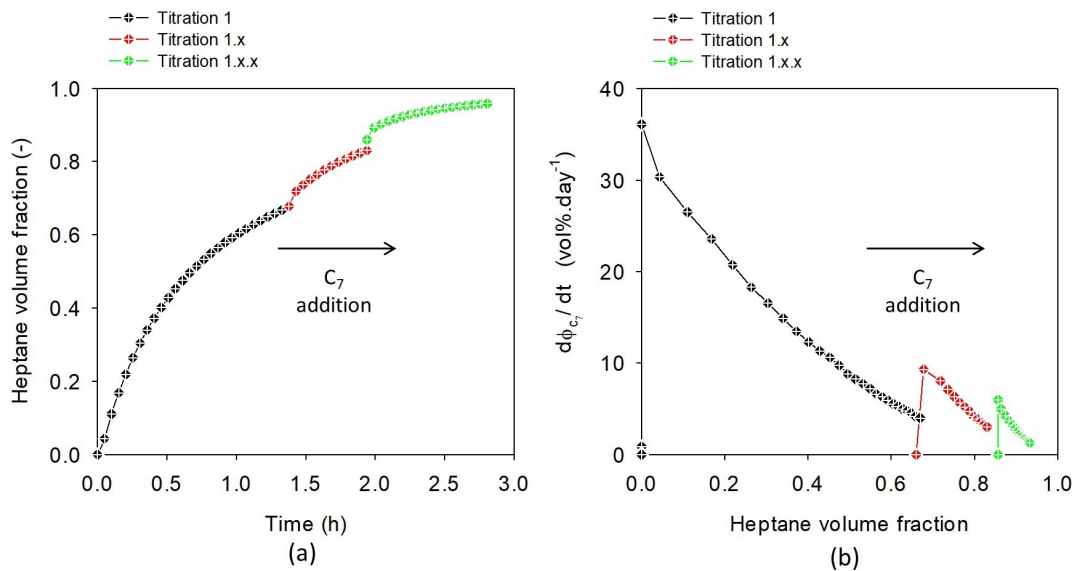 Titration 1
Titration 1.x
Titration 1.x.x
1.0
0.8
0.6
0.4
0.2
0.0
Heptane volume fraction (-)
C7
addition
0.0 0.5 1.0 1.5 2.0 2.5 3.0
Time (h)
(a)
Titration 1
Titration 1.x
Titration 1.x.x
40
30
20
10
0
dϕC7/ dt (vol%.day-1)
C7
addition
0.0 0.2 0.4 0.6 0.8 1.0
Heptane volume fraction
(b)